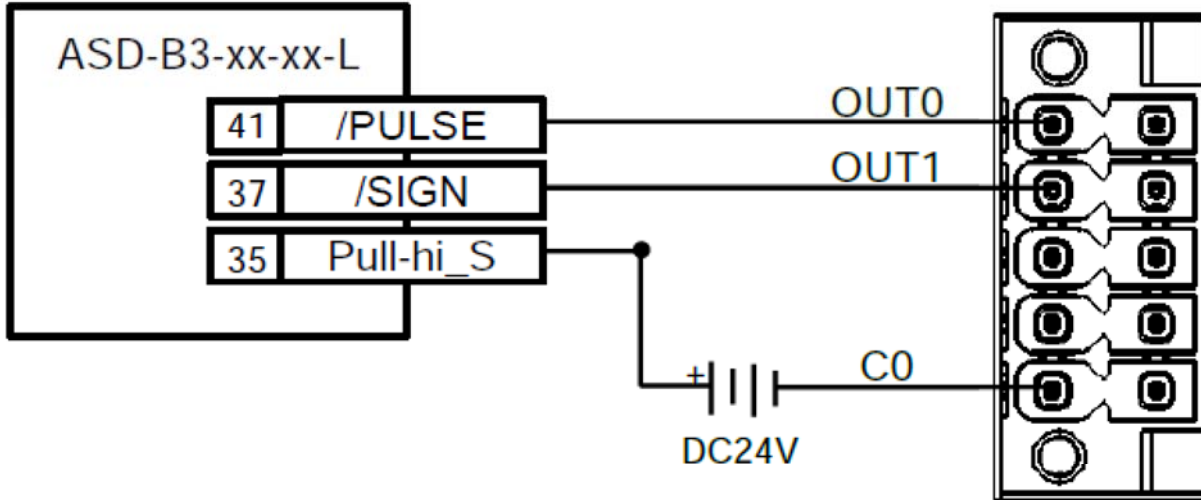 ASD-B3-xx-xx-L
41 /PULSE OUT0
37 /SIGN OUT1
35 Pull-hi_S
+ C0
DC24V